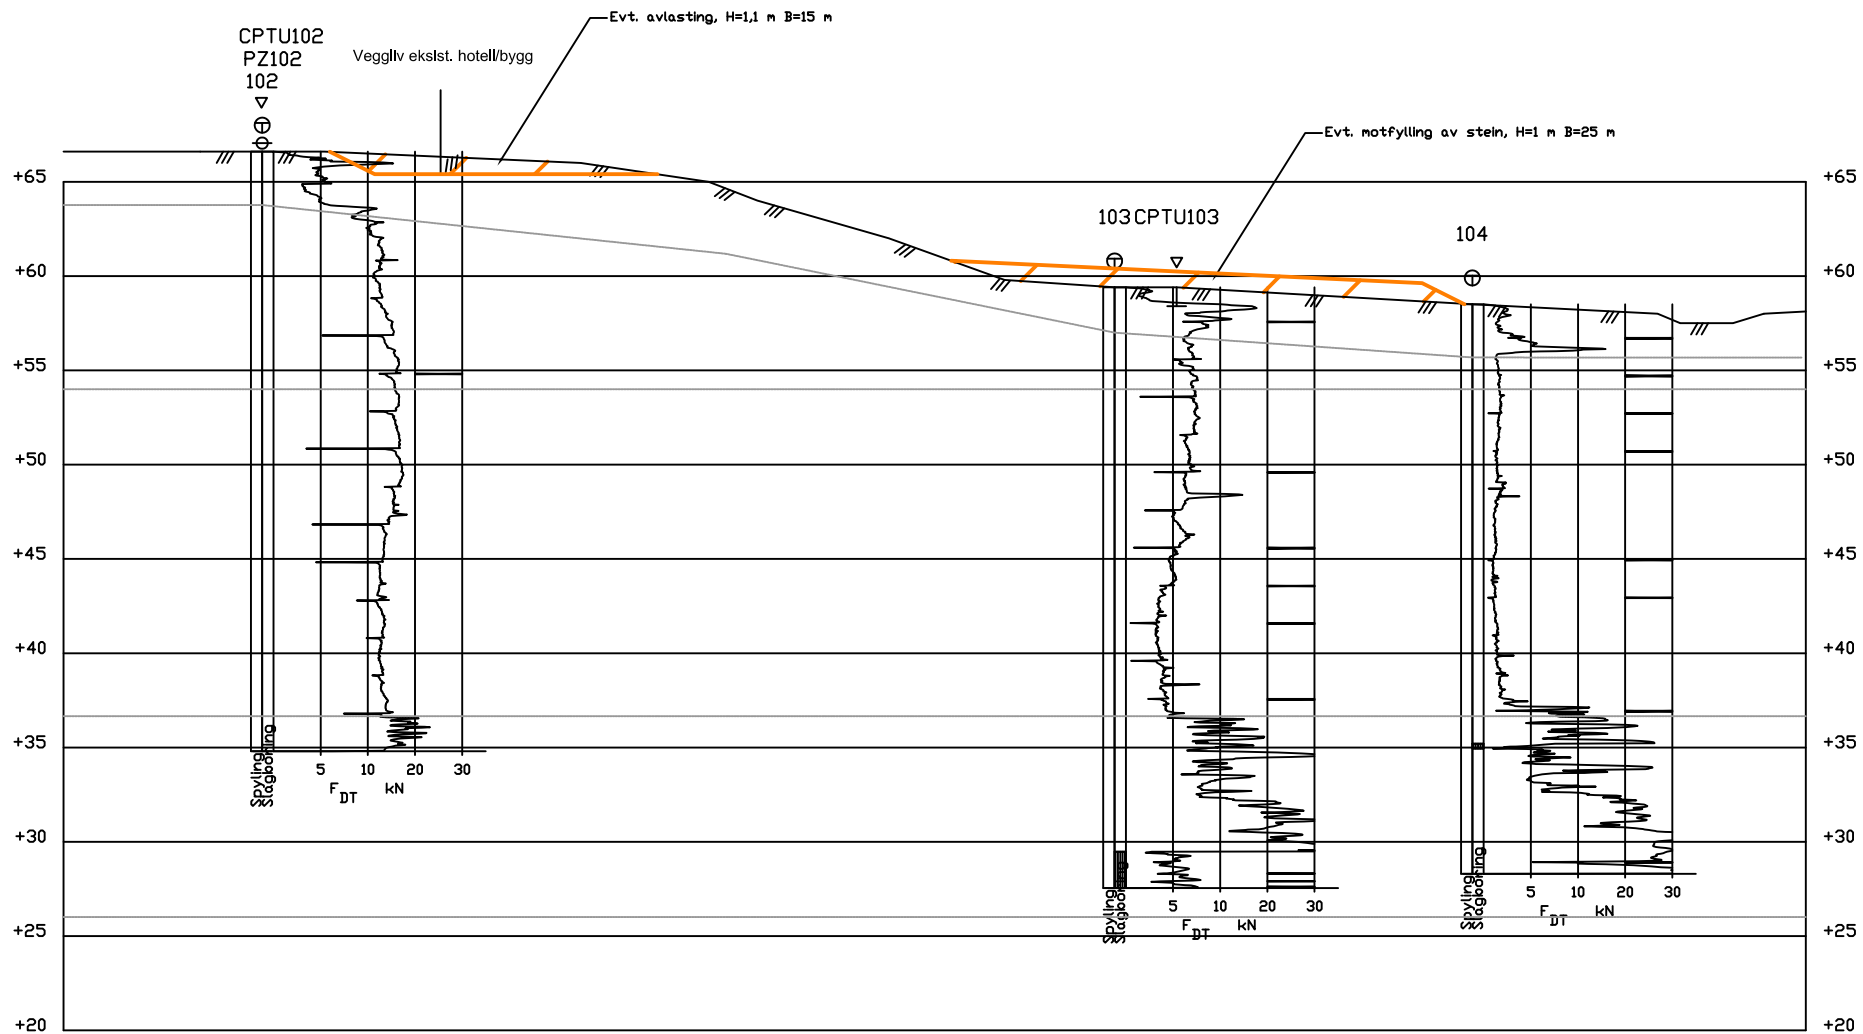 Evt. avlasting, H=1,1 m B=15 m
CPTU102
PZ102
102
Veggliv eksist. hotell/bygg
Evt. motfylling av stein, H=1 m B=25 m
103 CPTU103
104
+65 +65
+60 +60
+55 +55
+50 +50
+45 +45
+40 +40
+35 +35
+30 +30
+25 +25
+20 +20
Spyling
Slagboring
5 10 20 30
FDT kN
Spyling
Slagboring
5 10 20 30
FDT kN
Spyling
Slagboring
5 10 20 30
FDT kN